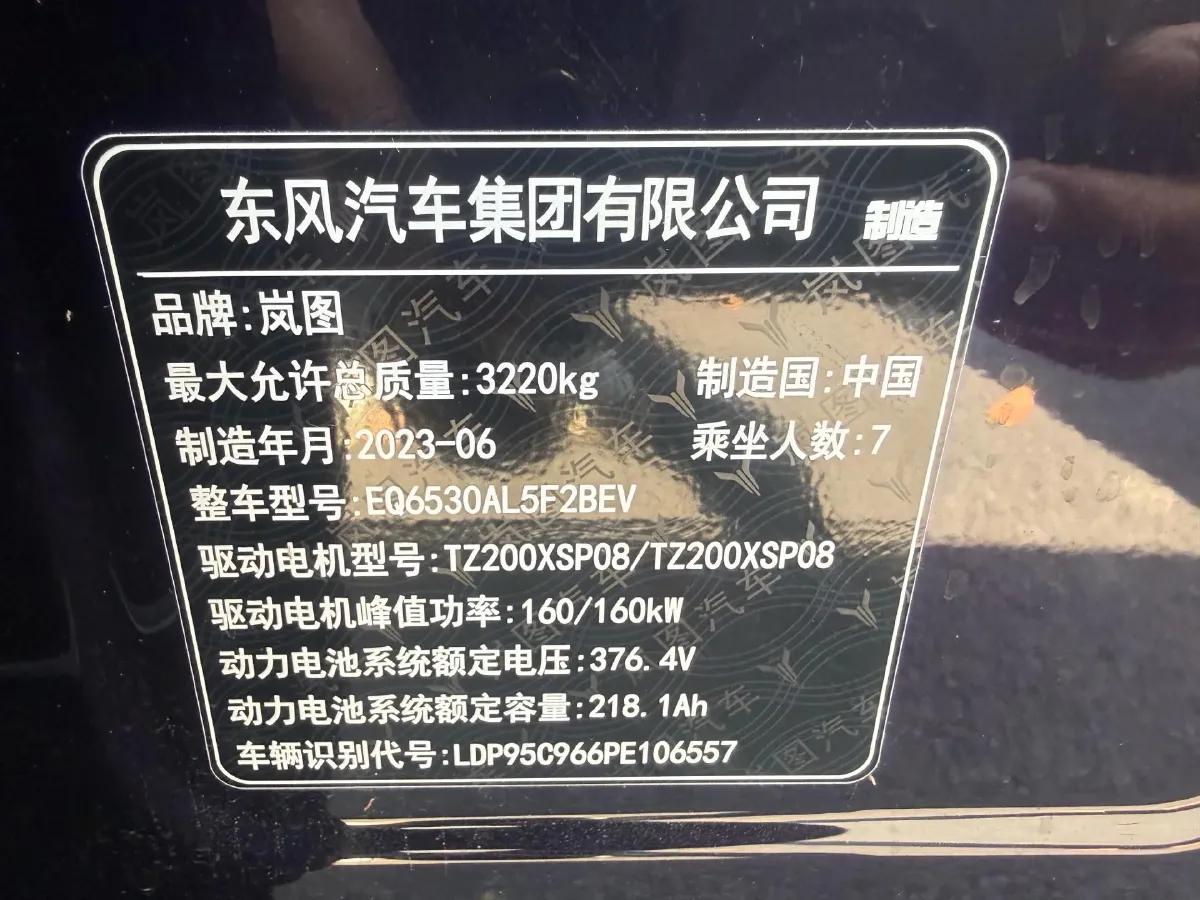 东风汽车集团有限公司 制造
品牌:岚图
最大允许总质量:3220kg 制造国:中国
制造年月:2023-06 乘坐人数:7
整车型号:EQ6530AL5F2BEV
驱动电机型号:TZ200XSP08/TZ200XSP08
驱动电机峰值功率:160/160kW
动力电池系统额定电压:376.4V
动力电池系统额定容量:218.1Ah
车辆识别代号:LDP95C966PE106557